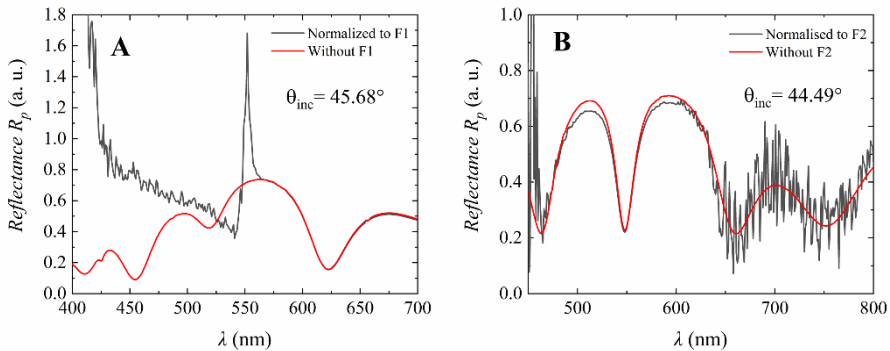 A
Normalized to F1
Without F1
θinc= 45.68°
Reflectance Rp (a. u.)
1.8
1.6
1.4
1.2
1.0
0.8
0.6
0.4
0.2
0.0
400 450 500 550 600 650 700
λ (nm)
B
Normalised to F2
Without F2
θinc= 44.49°
Reflectance Rp (a. u.)
1.0
0.8
0.6
0.4
0.2
0.0
500 600 700 800
λ (nm)